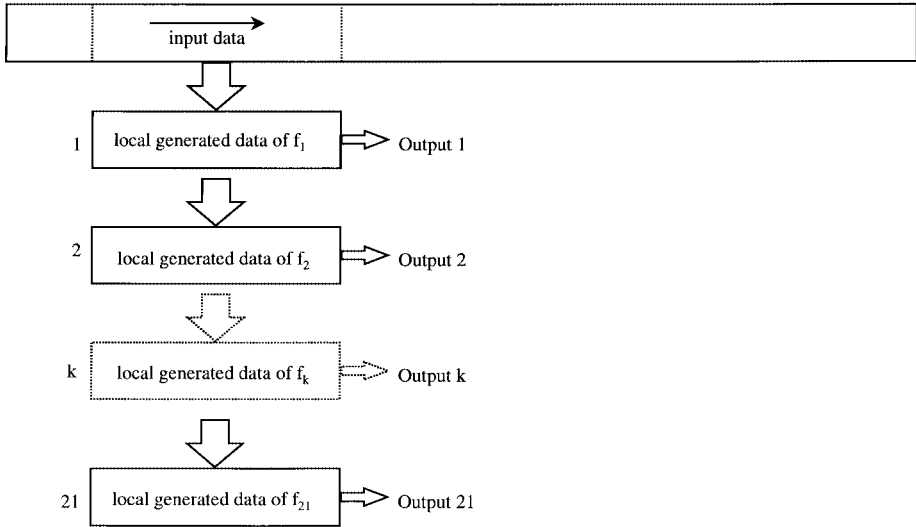 input data
1 local generated data of f₁ Output 1
2 local generated data of f₂ Output 2
k local generated data of fₖ Output k
21 local generated data of f₂₁ Output 21